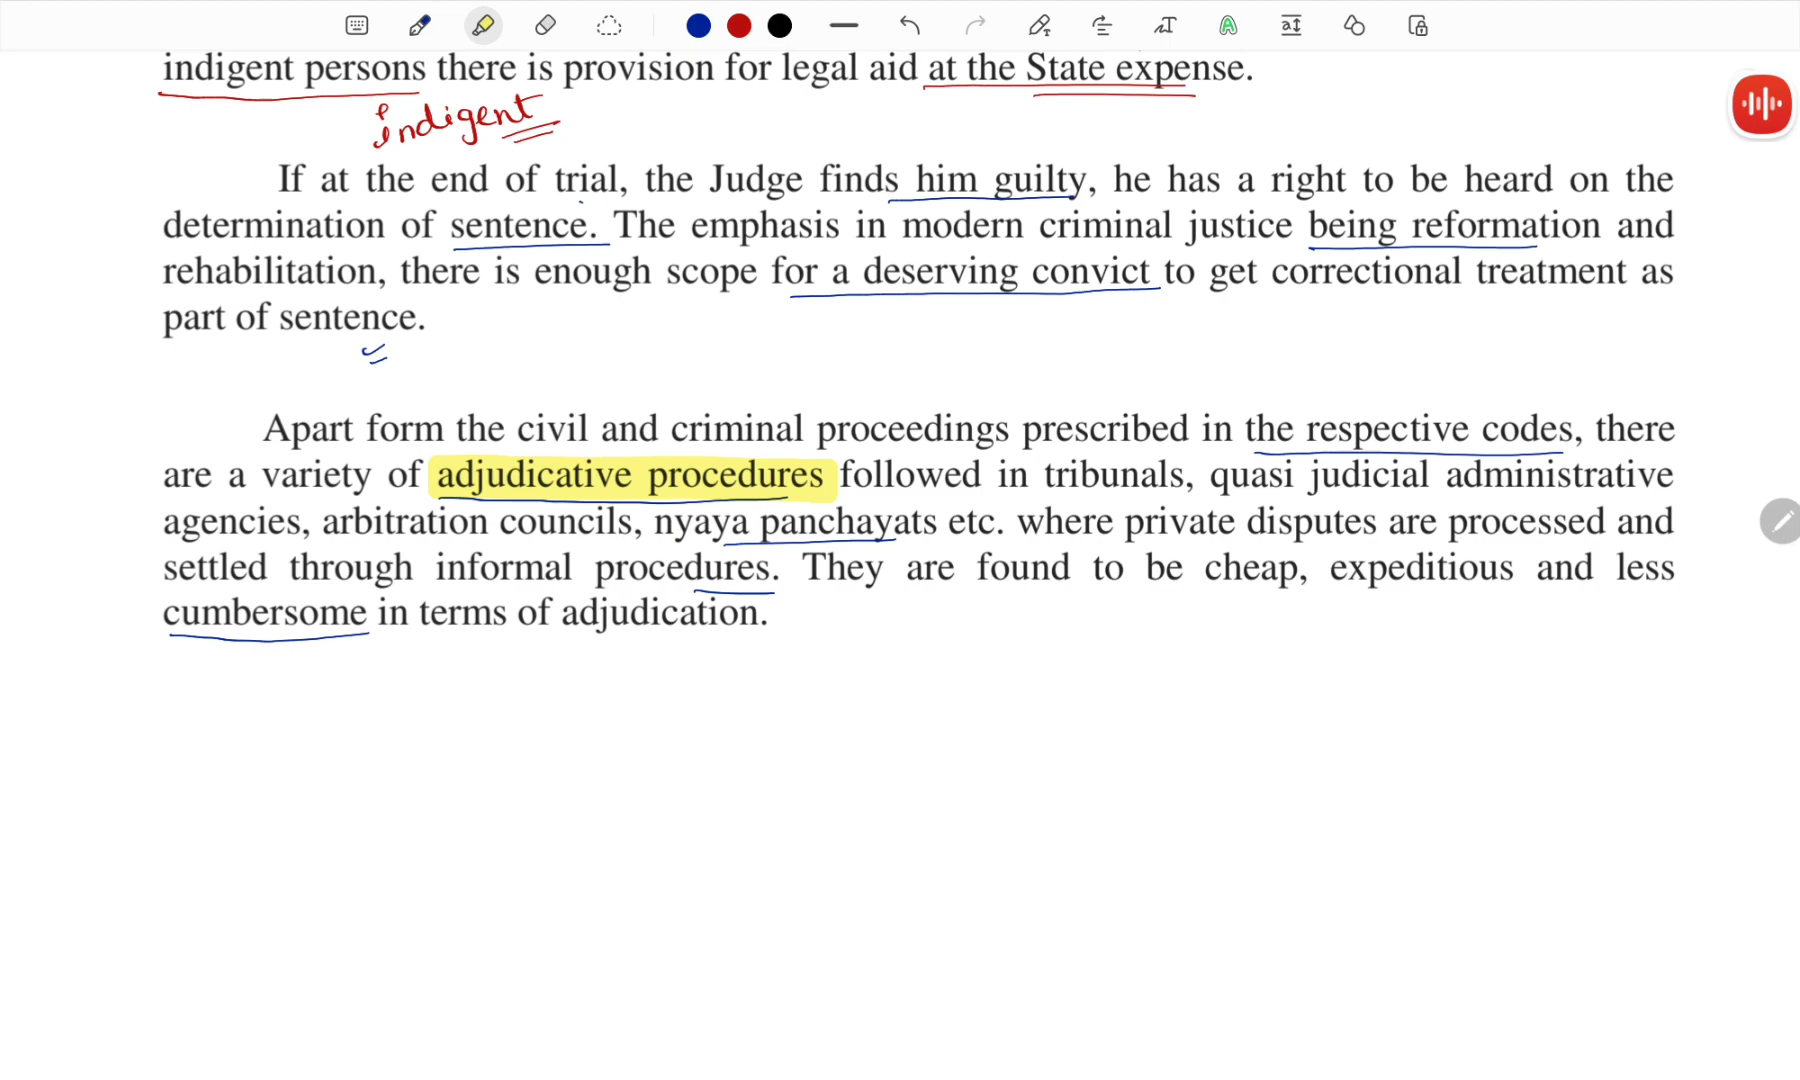 indigent persons there is provision for legal aid at the State expense.
indigent
If at the end of trial, the Judge finds him guilty, he has a right to be heard on the
determination of sentence. The emphasis in modern criminal justice being reformation and
rehabilitation, there is enough scope for a deserving convict to get correctional treatment as
part of sentence.
Apart form the civil and criminal proceedings prescribed in the respective codes, there
are a variety of adjudicative procedures followed in tribunals, quasi judicial administrative
agencies, arbitration councils, nyaya panchayats etc. where private disputes are processed and
settled through informal procedures. They are found to be cheap, expeditious and less
cumbersome in terms of adjudication.